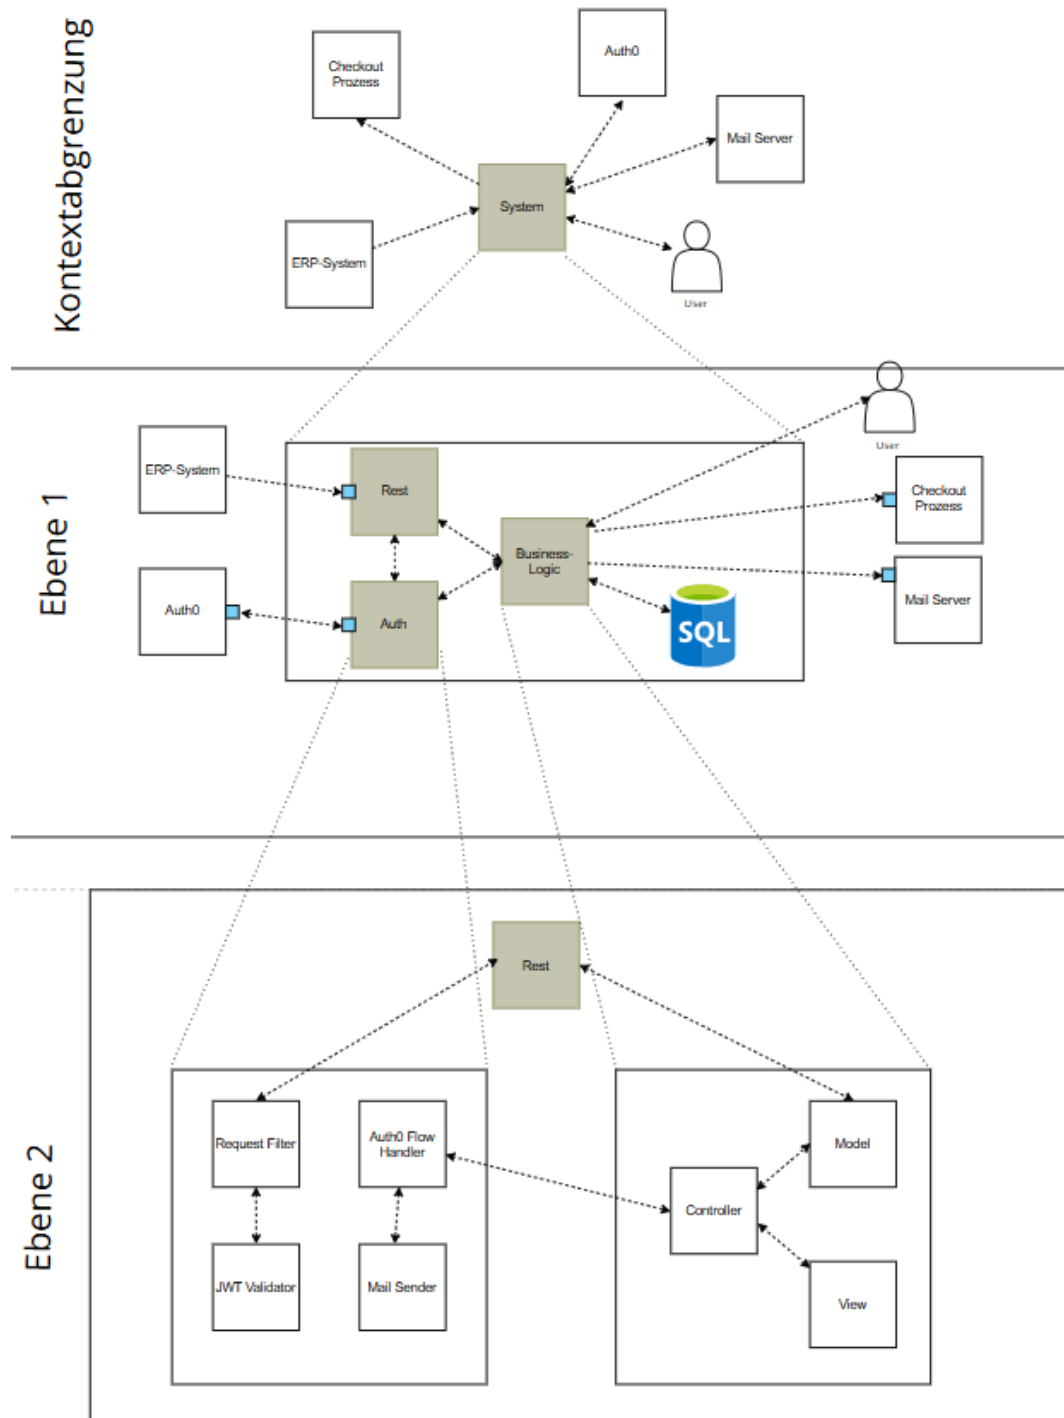 Kontextabgrenzung
Checkout
Prozess
Auth0
Mail Server
System
ERP-System
User
Ebene 1
ERP-System
Rest
User
Checkout
Prozess
Business-
Logic
Mail Server
Auth0
Auth
SQL
Ebene 2
Rest
Request Filter
Auth0 Flow
Handler
Model
Controller
JWT Validator
Mail Sender
View